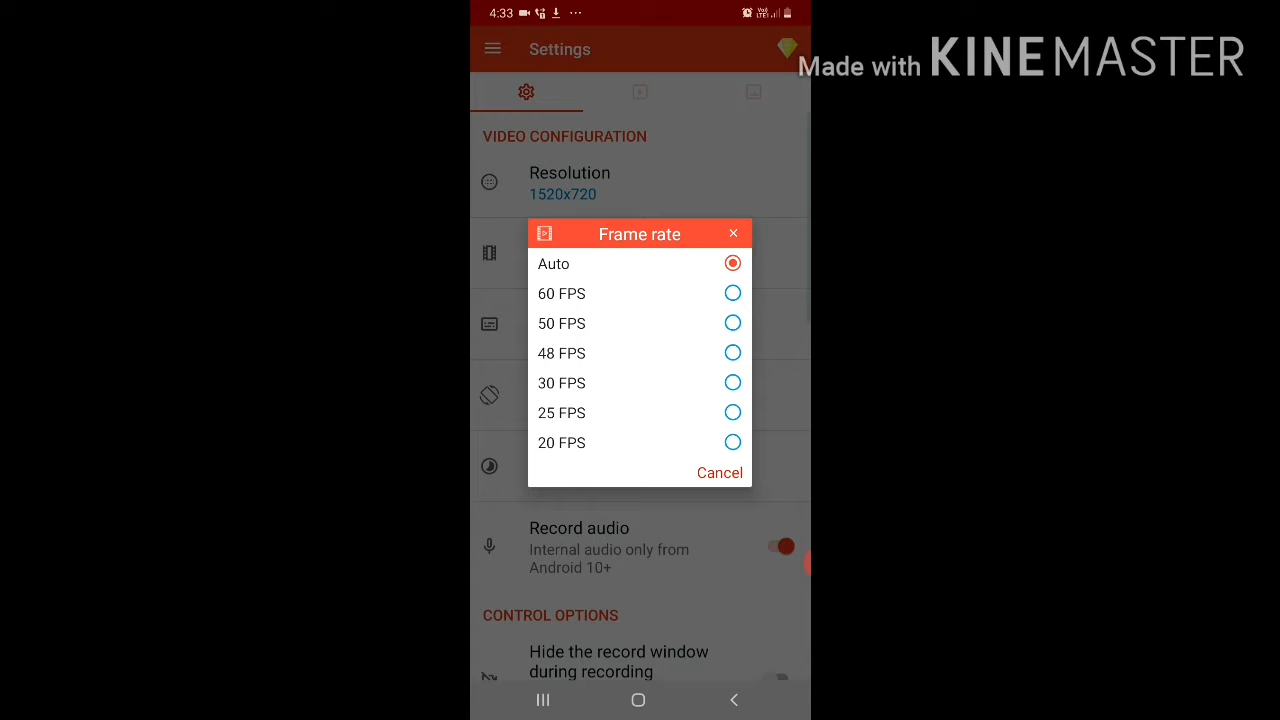 4:33
Settings
Made with KINEMASTER
VIDEO CONFIGURATION
Resolution
1520x720
Frame rate
Auto
60 FPS
50 FPS
48 FPS
30 FPS
25 FPS
20 FPS
Cancel
Record audio
Internal audio only from
Android 10+
CONTROL OPTIONS
Hide the record window
during recording